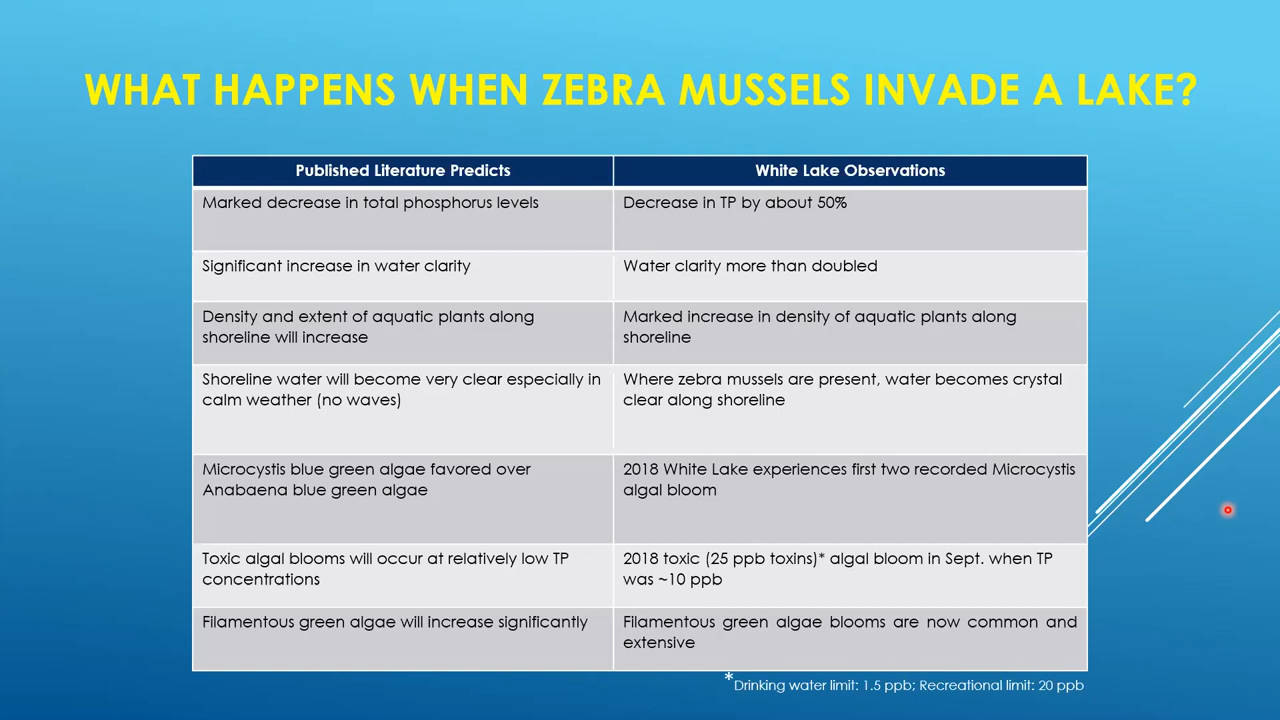 WHAT HAPPENS WHEN ZEBRA MUSSELS INVADE A LAKE?
Published Literature Predicts
White Lake Observations
Marked decrease in total phosphorus levels
Decrease in TP by about 50%
Significant increase in water clarity
Water clarity more than doubled
Density and extent of aquatic plants along
shoreline will increase
Marked increase in density of aquatic plants along
shoreline
Shoreline water will become very clear especially in
calm weather (no waves)
Where zebra mussels are present, water becomes crystal
clear along shoreline
Microcystis blue green algae favored over
Anabaena blue green algae
2018 White Lake experiences first two recorded Microcystis
algal bloom
Toxic algal blooms will occur at relatively low TP
concentrations
2018 toxic (25 ppb toxins)* algal bloom in Sept. when TP
was ~10 ppb
Filamentous green algae will increase significantly
Filamentous green algae blooms are now common and
extensive
*Drinking water limit: 1.5 ppb; Recreational limit: 20 ppb